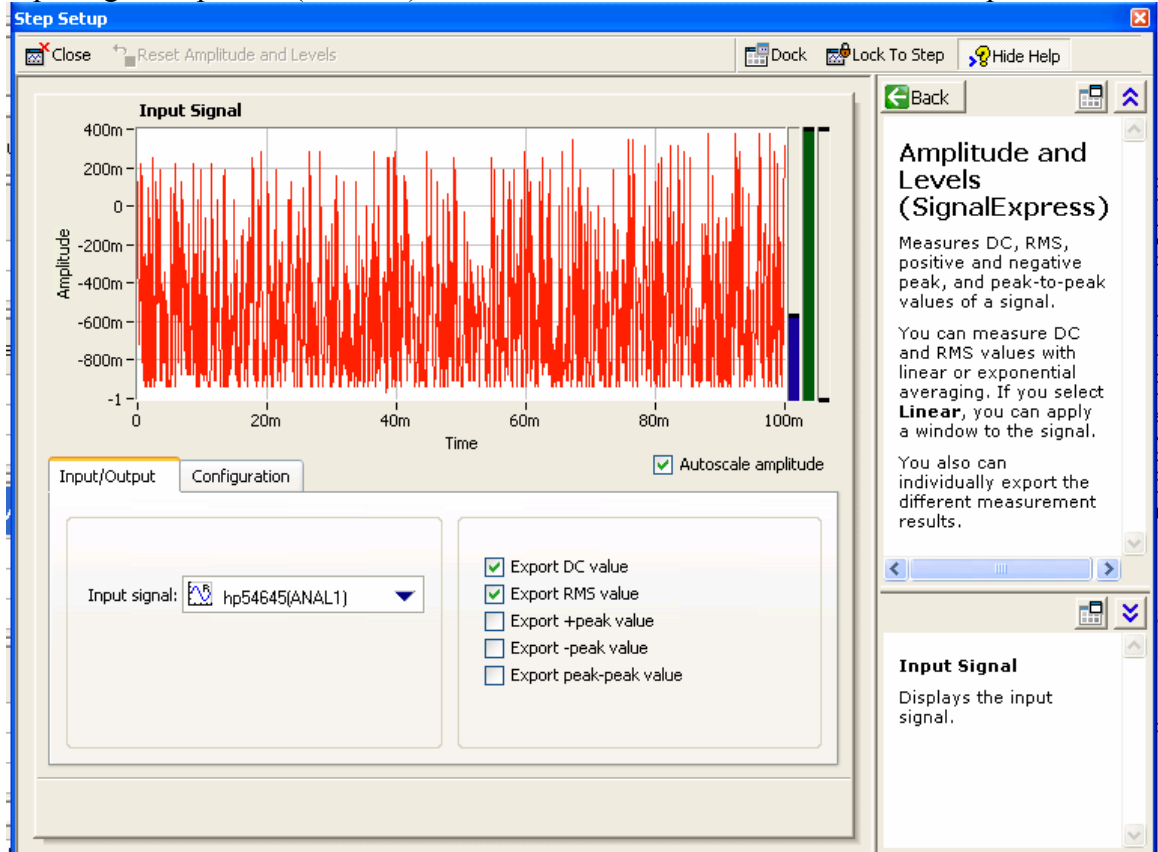 Step Setup
Close Reset Amplitude and Levels Dock Lock To Step Hide Help
Input Signal
400m
200m
0
-200m
-400m
-600m
-800m
-1
Amplitude
0 20m 40m 60m 80m 100m
Time
Autoscale amplitude
Input/Output Configuration
Input signal: hp54645(ANAL1)
Export DC value
Export RMS value
Export +peak value
Export -peak value
Export peak-peak value
Back
Amplitude and
Levels
(SignalExpress)
Measures DC, RMS,
positive and negative
peak, and peak-to-peak
values of a signal.
You can measure DC
and RMS values with
linear or exponential
averaging. If you select
Linear, you can apply
a window to the signal.
You also can
individually export the
different measurement
results.
Input Signal
Displays the input
signal.